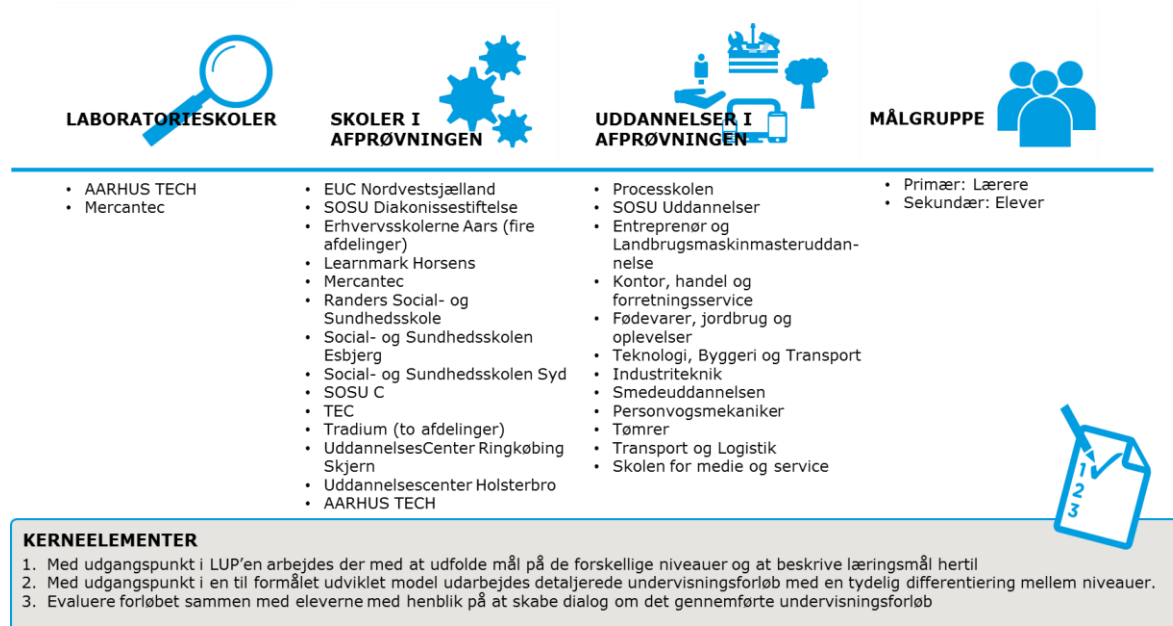 LABORATORIESKOLER
SKOLER I
AFPRØVNINGEN
UDDANNELSER I
AFPRØVNINGEN
MÅLGRUPPE
• AARHUS TECH
• Mercantec
• EUC Nordvestsjælland
• SOSU Diakonissestiftelse
• Erhvervsskolerne Aars (fire
afdelinger)
• Learnmark Horsens
• Mercantec
• Randers Social- og
Sundhedsskole
• Social- og Sundhedsskolen
Esbjerg
• Social- og Sundhedsskolen Syd
• SOSU C
• TEC
• Tradium (to afdelinger)
• UddannelsesCenter Ringkøbing
Skjern
• Uddannelsescenter Holsterbro
• AARHUS TECH
• Processkolen
• SOSU Uddannelser
• Entreprenør og
Landbrugsmaskinmasteruddan-
nelse
• Kontor, handel og
forretningsservice
• Fødevarer, jordbrug og
oplevelser
• Teknologi, Byggeri og Transport
• Industriteknik
• Smedeuddannelsen
• Personvogsmekaniker
• Tømrer
• Transport og Logistik
• Skolen for medie og service
• Primær: Lærere
• Sekundær: Elever
1
2
3
KERNEELEMENTER
1. Med udgangspunkt i LUP’en arbejdes der med at udfolde mål på de forskellige niveauer og at beskrive læringsmål hertil
2. Med udgangspunkt i en til formålet udviklet model udarbejdes detaljerede undervisningsforløb med en tydelig differentiering mellem niveauer.
3. Evaluere forløbet sammen med eleverne med henblik på at skabe dialog om det gennemførte undervisningsforløb